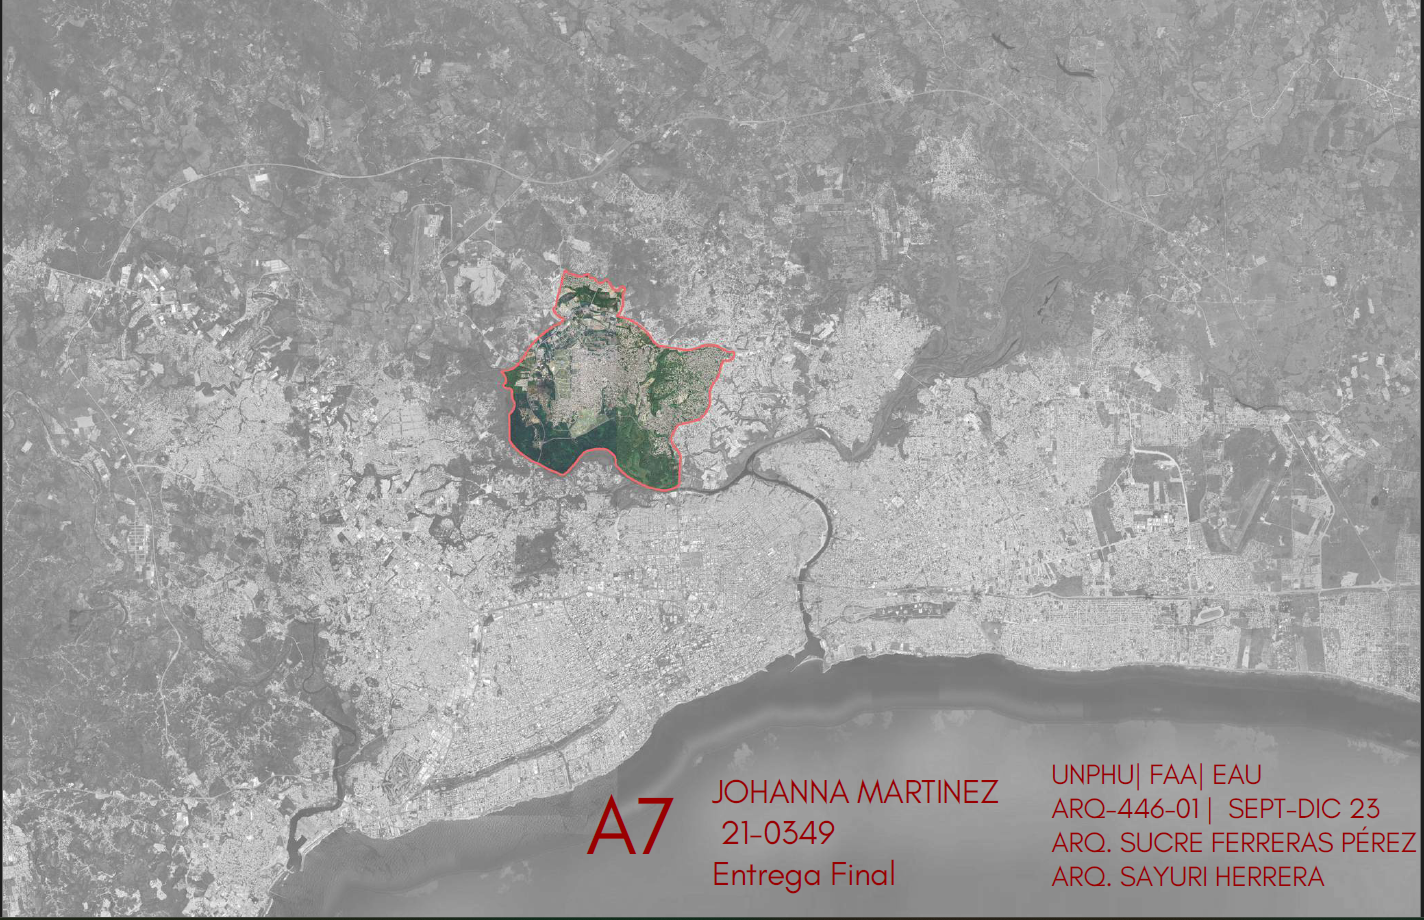 A7
JOHANNA MARTINEZ
21-0349
Entrega Final
UNPHU| FAA| EAU
ARQ-446-01 | SEPT-DIC 23
ARQ. SUCRE FERRERAS PÉREZ
ARQ. SAYURI HERRERA